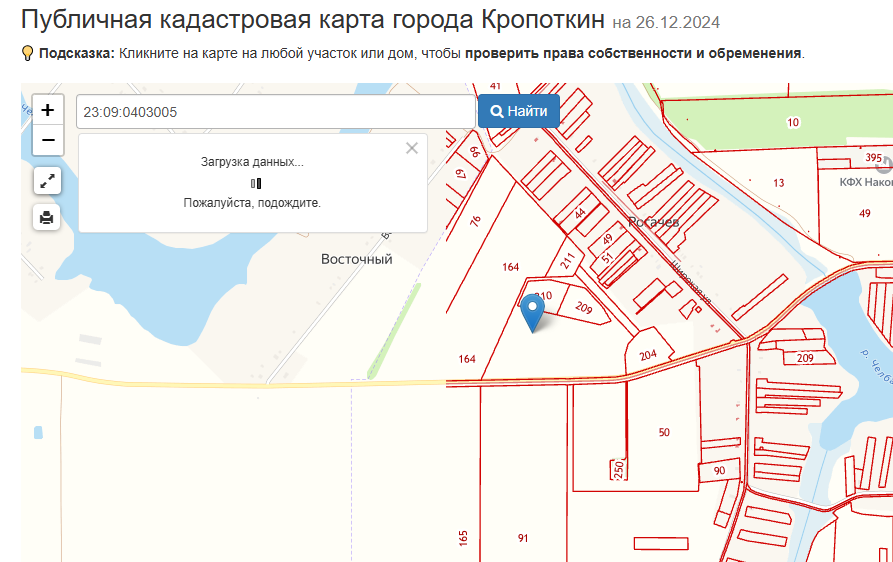 Публичная кадастровая карта города Кропоткин на 26.12.2024
Подсказка: Кликните на карте на любой участок или дом, чтобы проверить права собственности и обременения.
+
−
23:09:0403005
Найти
×
Загрузка данных...
Пожалуйста, подождите.
41
10
66
67
395
13
КФХ Нако
76
44
49
Рогачев
49
51
Восточный
164
211
Широкая ул.
210
209
164
204
209
р. Челб
50
250
90
165
91